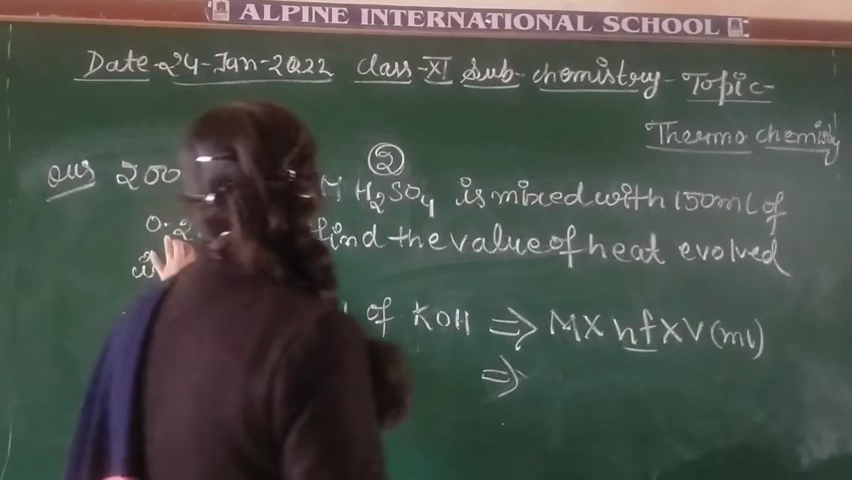 ALPINE INTERNATIONAL SCHOOL
Date-24-Jan-2022 Class-XI Sub-chemistry-Topic-
Thermo chemistry
②
Ques 200 M H₂SO₄ is mixed with 150ml of
0.2 find the value of heat evolved
of KOH ⇒ M X nf X V (ml)
⇒